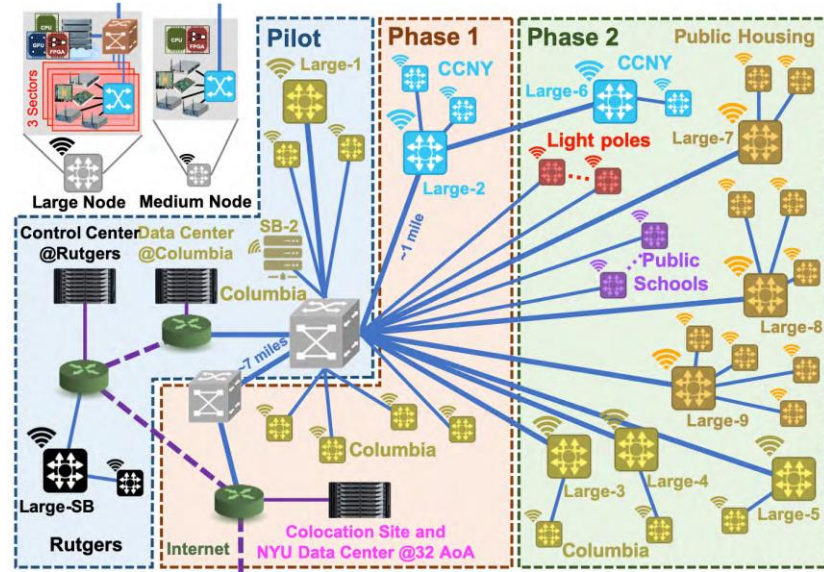 CPU
GPU
FPGA
3 Sectors
CPU
FPGA
Large Node
Medium Node
Pilot
Phase 1
Phase 2
Large-1
CCNY
Large-2
Large-6
CCNY
Public Housing
Large-7
Light poles
~1 mile
Control Center
@Rutgers
Data Center
@Columbia
SB-2
Columbia
Public
Schools
Large-8
~7 miles
Large-9
Columbia
Large-SB
Rutgers
Internet
Colocation Site and
NYU Data Center @32 AoA
Large-3
Large-4
Large-5
Columbia